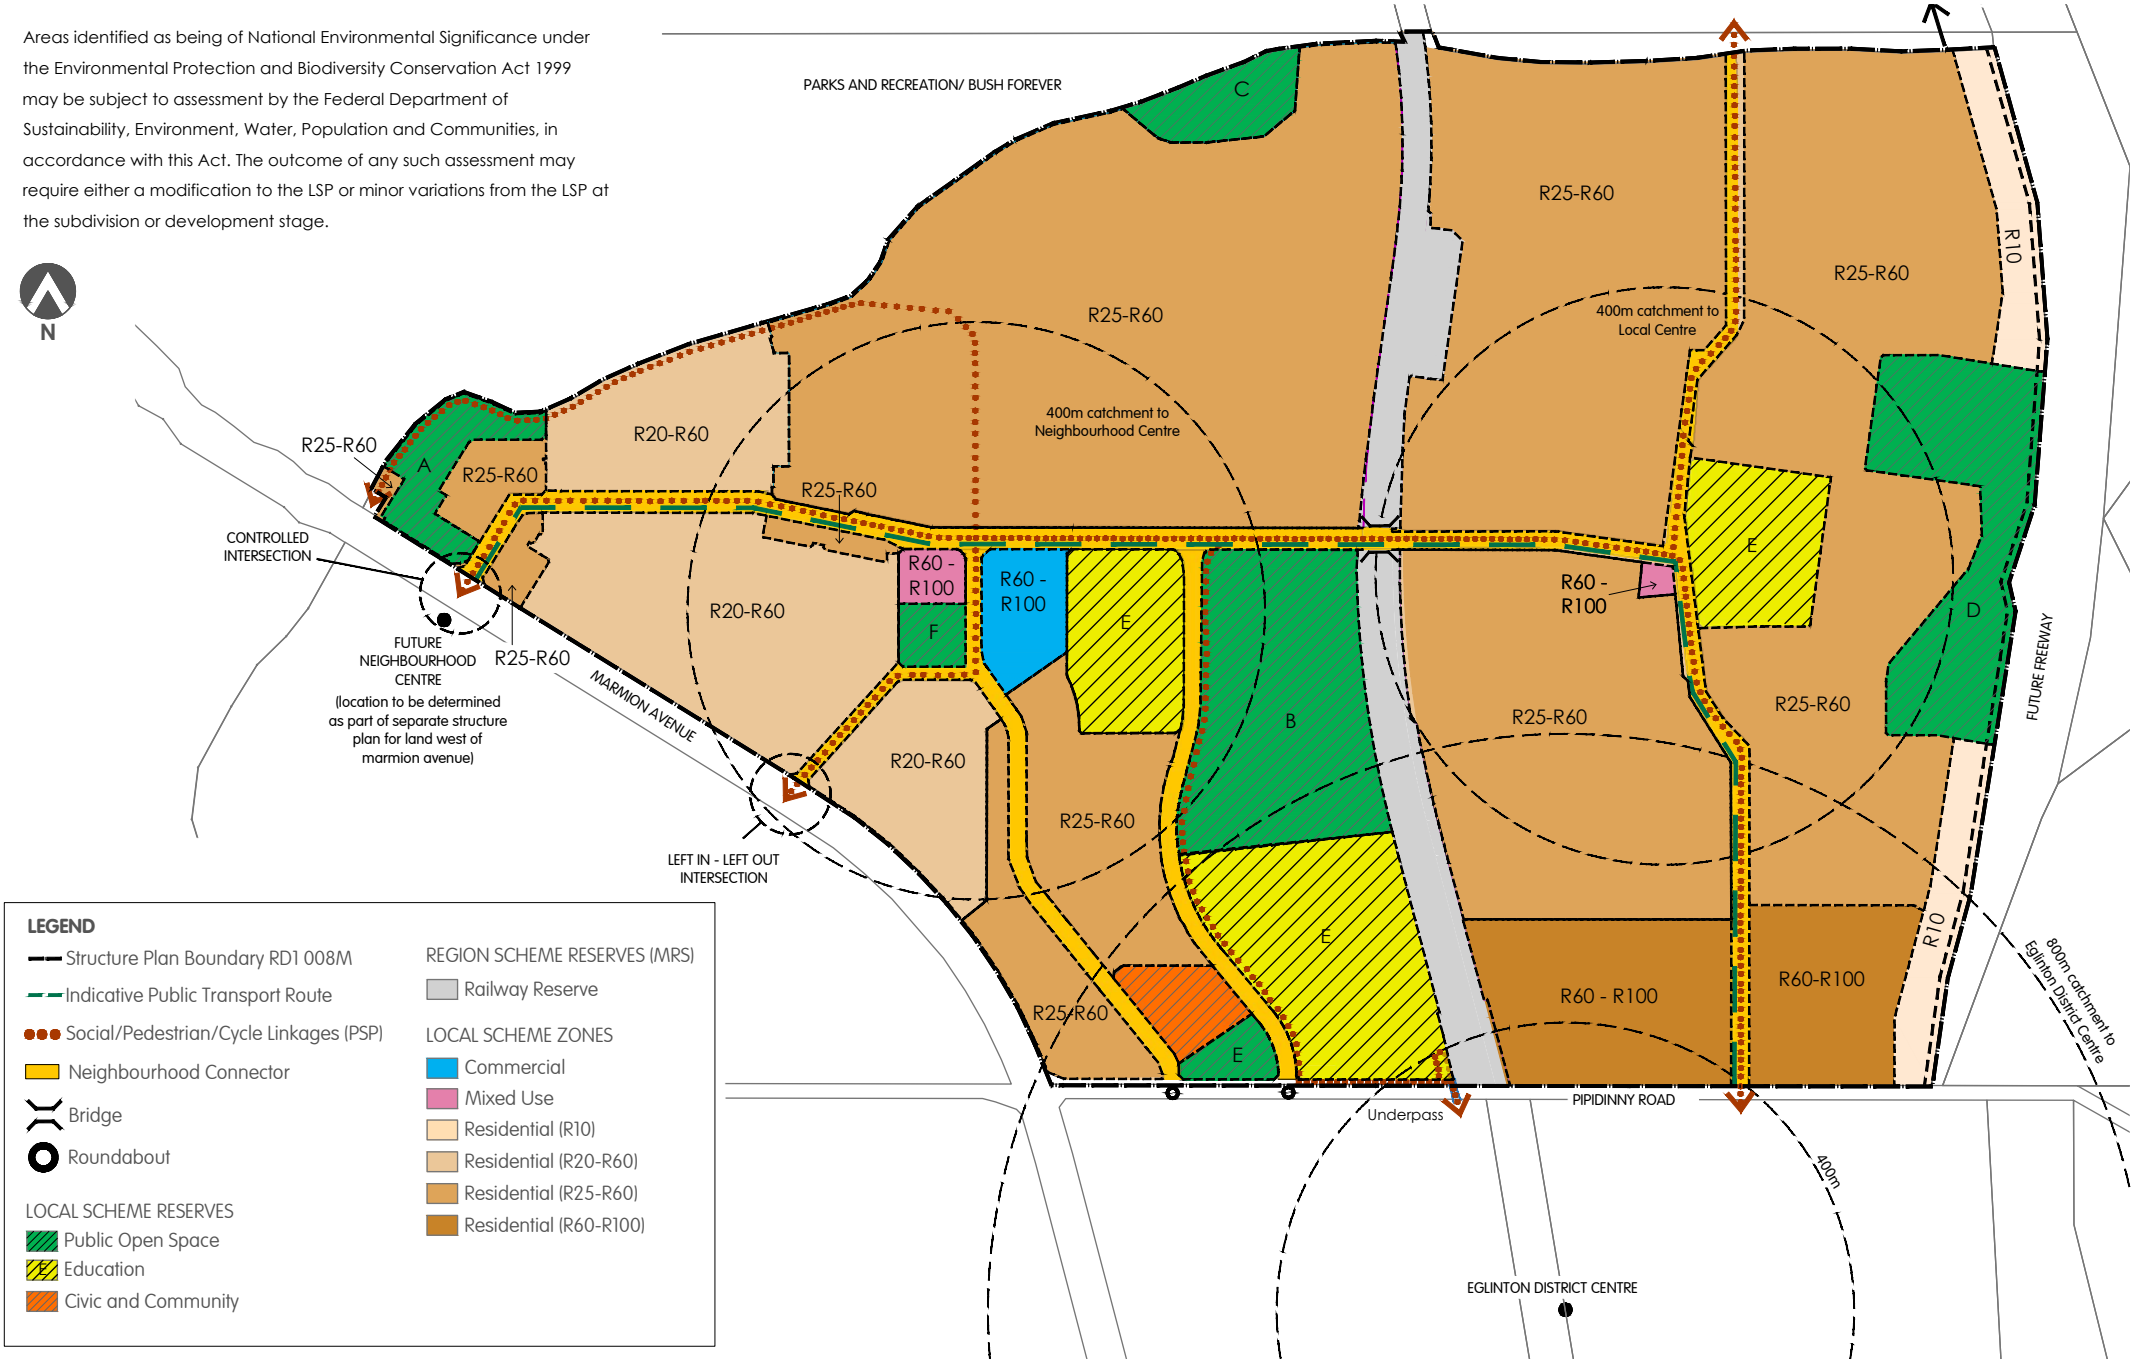 Areas identified as being of National Environmental Significance under
the Environmental Protection and Biodiversity Conservation Act 1999
may be subject to assessment by the Federal Department of
Sustainability, Environment, Water, Population and Communities, in
accordance with this Act. The outcome of any such assessment may
require either a modification to the LSP or minor variations from the LSP at
the subdivision or development stage.
N
PARKS AND RECREATION/ BUSH FOREVER
C
R25-R60
R10
R25-R60
R25-R60
400m catchment to
Local Centre
400m catchment to
Neighbourhood Centre
R20-R60
R25-R60
A
R25-R60
R25-R60
CONTROLLED
INTERSECTION
E
R60 -
R100
R60 -
R100
R60 -
R100
E
F
R20-R60
D
FUTURE
NEIGHBOURHOOD
CENTRE
(location to be determined
as part of separate structure
plan for land west of
marmion avenue)
R25-R60
MARMION AVENUE
FUTURE FREEWAY
B
R25-R60
R25-R60
R20-R60
R25-R60
LEFT IN - LEFT OUT
INTERSECTION
E
R10
R60-R100
R60 - R100
800m catchment to
Eglinton District Centre
R25-R60
E
Underpass
PIPIDINNY ROAD
400m
EGLINTON DISTRICT CENTRE
LEGEND
Structure Plan Boundary RD1 008M
Indicative Public Transport Route
Social/Pedestrian/Cycle Linkages (PSP)
Neighbourhood Connector
Bridge
Roundabout
LOCAL SCHEME RESERVES
Public Open Space
E Education
Civic and Community
REGION SCHEME RESERVES (MRS)
Railway Reserve
LOCAL SCHEME ZONES
Commercial
Mixed Use
Residential (R10)
Residential (R20-R60)
Residential (R25-R60)
Residential (R60-R100)